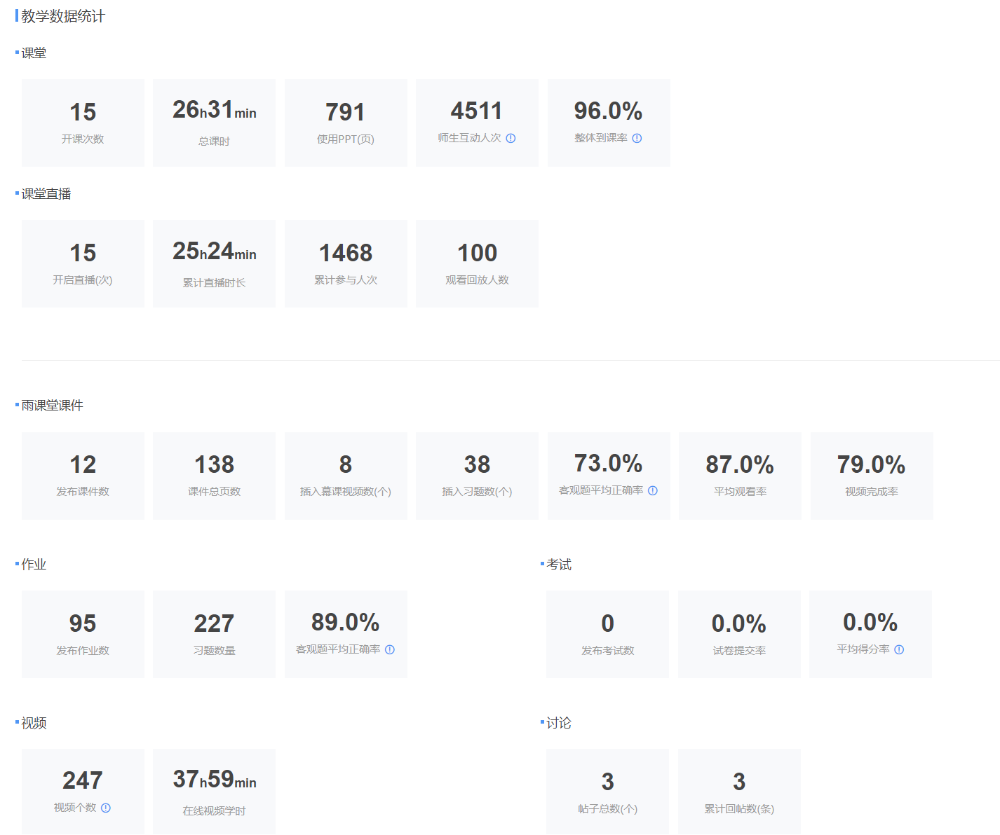 教学数据统计
课堂
15
开课次数
26h31min
总课时
791
使用PPT(页)
4511
师生互动人次
96.0%
整体到课率
课堂直播
15
开启直播(次)
25h24min
累计直播时长
1468
累计参与人次
100
观看回放人数
雨课堂课件
12
发布课件数
138
课件总页数
8
插入慕课视频数(个)
38
插入习题数(个)
73.0%
客观题平均正确率
87.0%
平均观看率
79.0%
视频完成率
作业
95
发布作业数
227
习题数量
89.0%
客观题平均正确率
考试
0
发布考试数
0.0%
试卷提交率
0.0%
平均得分率
视频
247
视频个数
37h59min
在线视频学时
讨论
3
帖子总数(个)
3
累计回帖数(条)